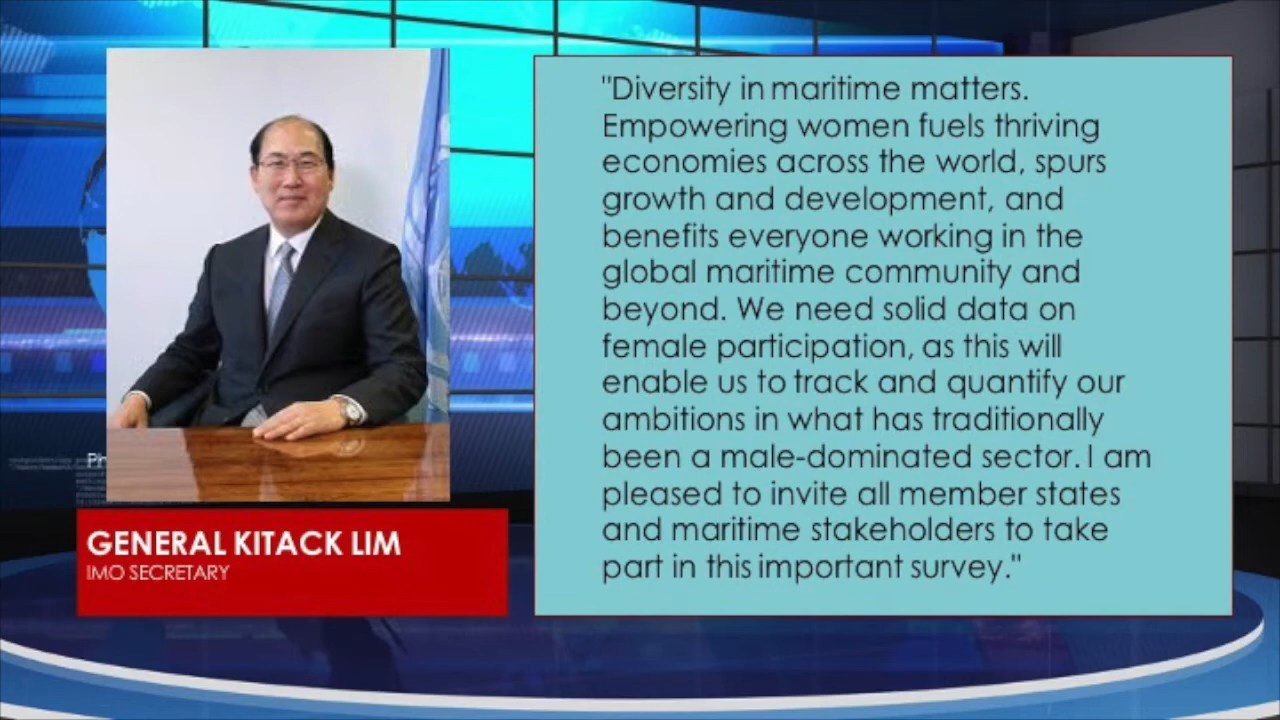 "Diversity in maritime matters.
Empowering women fuels thriving
economies across the world, spurs
growth and development, and
benefits everyone working in the
global maritime community and
beyond. We need solid data on
female participation, as this will
enable us to track and quantify our
ambitions in what has traditionally
been a male-dominated sector. I am
pleased to invite all member states
and maritime stakeholders to take
part in this important survey."
GENERAL KITACK LIM
IMO SECRETARY